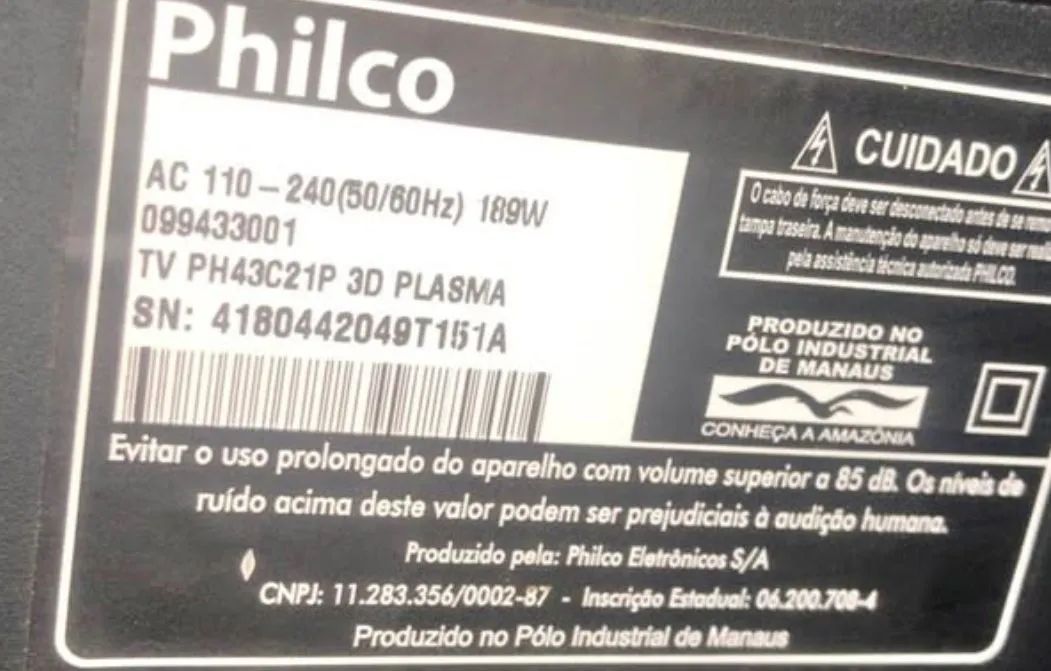 Philco
AC 110 – 240(50/60Hz) 189W
099433001
TV PH43C21P 3D PLASMA
SN: 4180442049T151A
CUIDADO
O cabo de força deve ser desconectado antes de se
tampa traseira. A manutenção do aparelho só deve ser
pela assistência técnica autorizada PHILCO.
PRODUZIDO NO
PÓLO INDUSTRIAL
DE MANAUS
CONHEÇA A AMAZÔNIA
Evitar o uso prolongado do aparelho com volume superior a 85 dB. Os níveis de
ruído acima deste valor podem ser prejudiciais à audição humana.
Produzido pela: Philco Eletrônicos S/A
CNPJ: 11.283.356/0002-87 - Inscrição Estadual: 06.200.708-4
Produzido no Pólo Industrial de Manaus